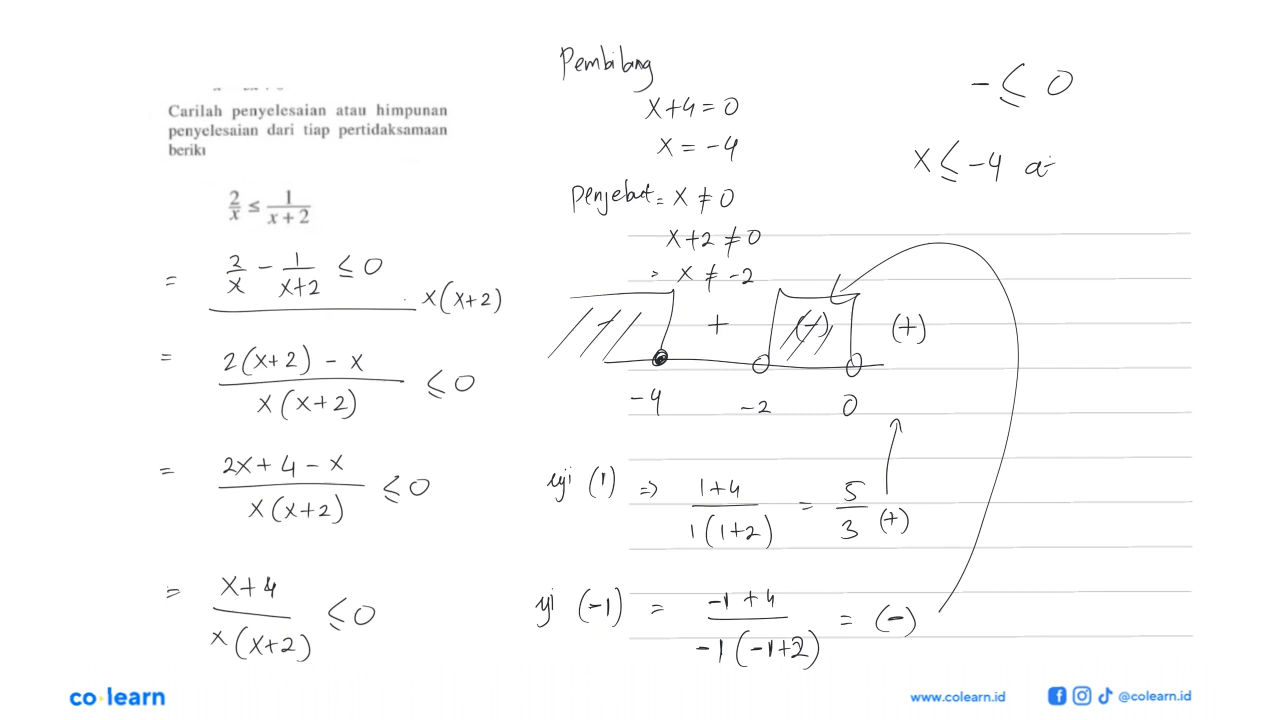 Carilah penyelesaian atau himpunan
penyelesaian dari tiap pertidaksamaan
berikı
2/x ≤ 1/(x + 2)
= 2/x - 1/(x+2) ≤ 0
x(x+2)
= (2(x+2) - x)/(x(x+2)) ≤ 0
= (2x + 4 - x)/(x(x+2)) ≤ 0
= (x+4)/(x(x+2)) ≤ 0
Pembilang
x+4 = 0
x = -4
Penyebut = x ≠ 0
x+2 ≠ 0
x ≠ -2
- + (-) (+)
-4 -2 0
uji (1) => (1+4)/(1(1+2)) = 5/3 (+)
uji (-1) = (-1+4)/(-1(-1+2)) = (-)
- ≤ 0
x ≤ -4 a
co·learn
www.colearn.id
@colearn.id